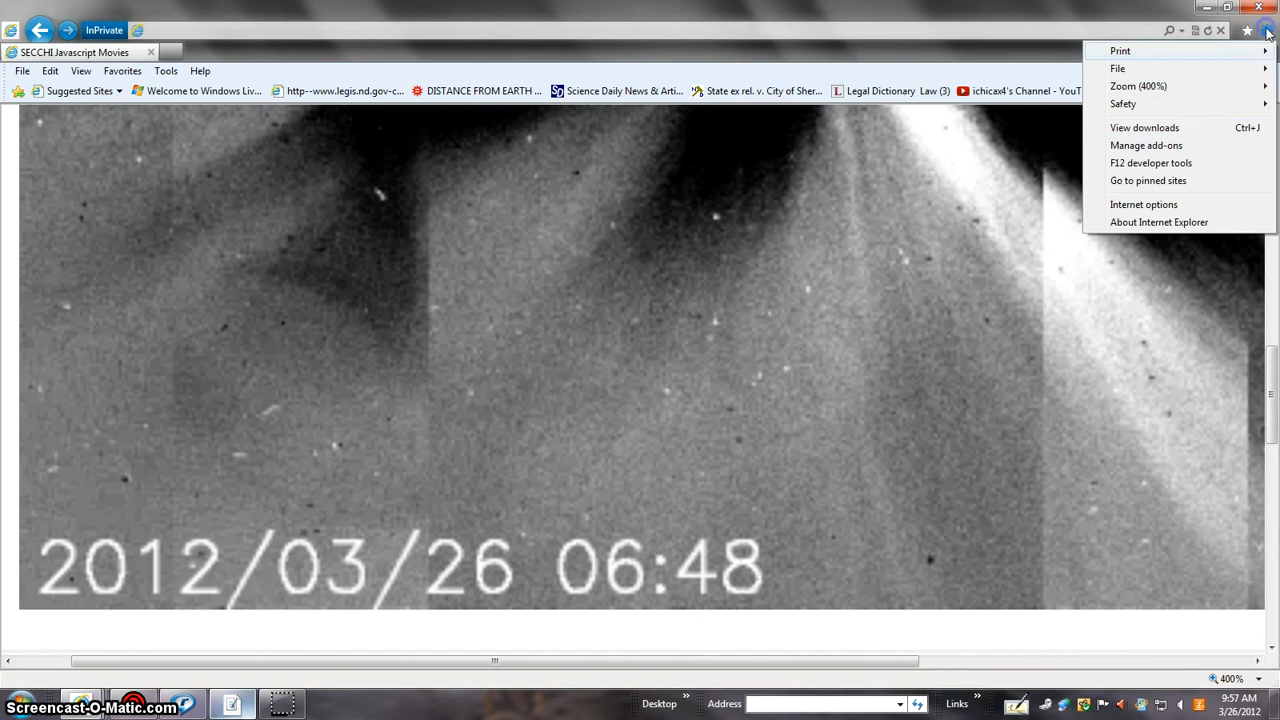 InPrivate
SECCHI Javascript Movies
File Edit View Favorites Tools Help
Suggested Sites Welcome to Windows Liv... http--www.legis.nd.gov-c... DISTANCE FROM EARTH ... Science Daily News & Arti... State ex rel. v. City of Sher... Legal Dictionary Law (3) ichicax4's Channel - YouT
Print
File
Zoom (400%)
Safety
View downloads Ctrl+J
Manage add-ons
F12 developer tools
Go to pinned sites
Internet options
About Internet Explorer
2012/03/26 06:48
400%
Desktop Address Links
9:57 AM
3/26/2012
Screencast-O-Matic.com